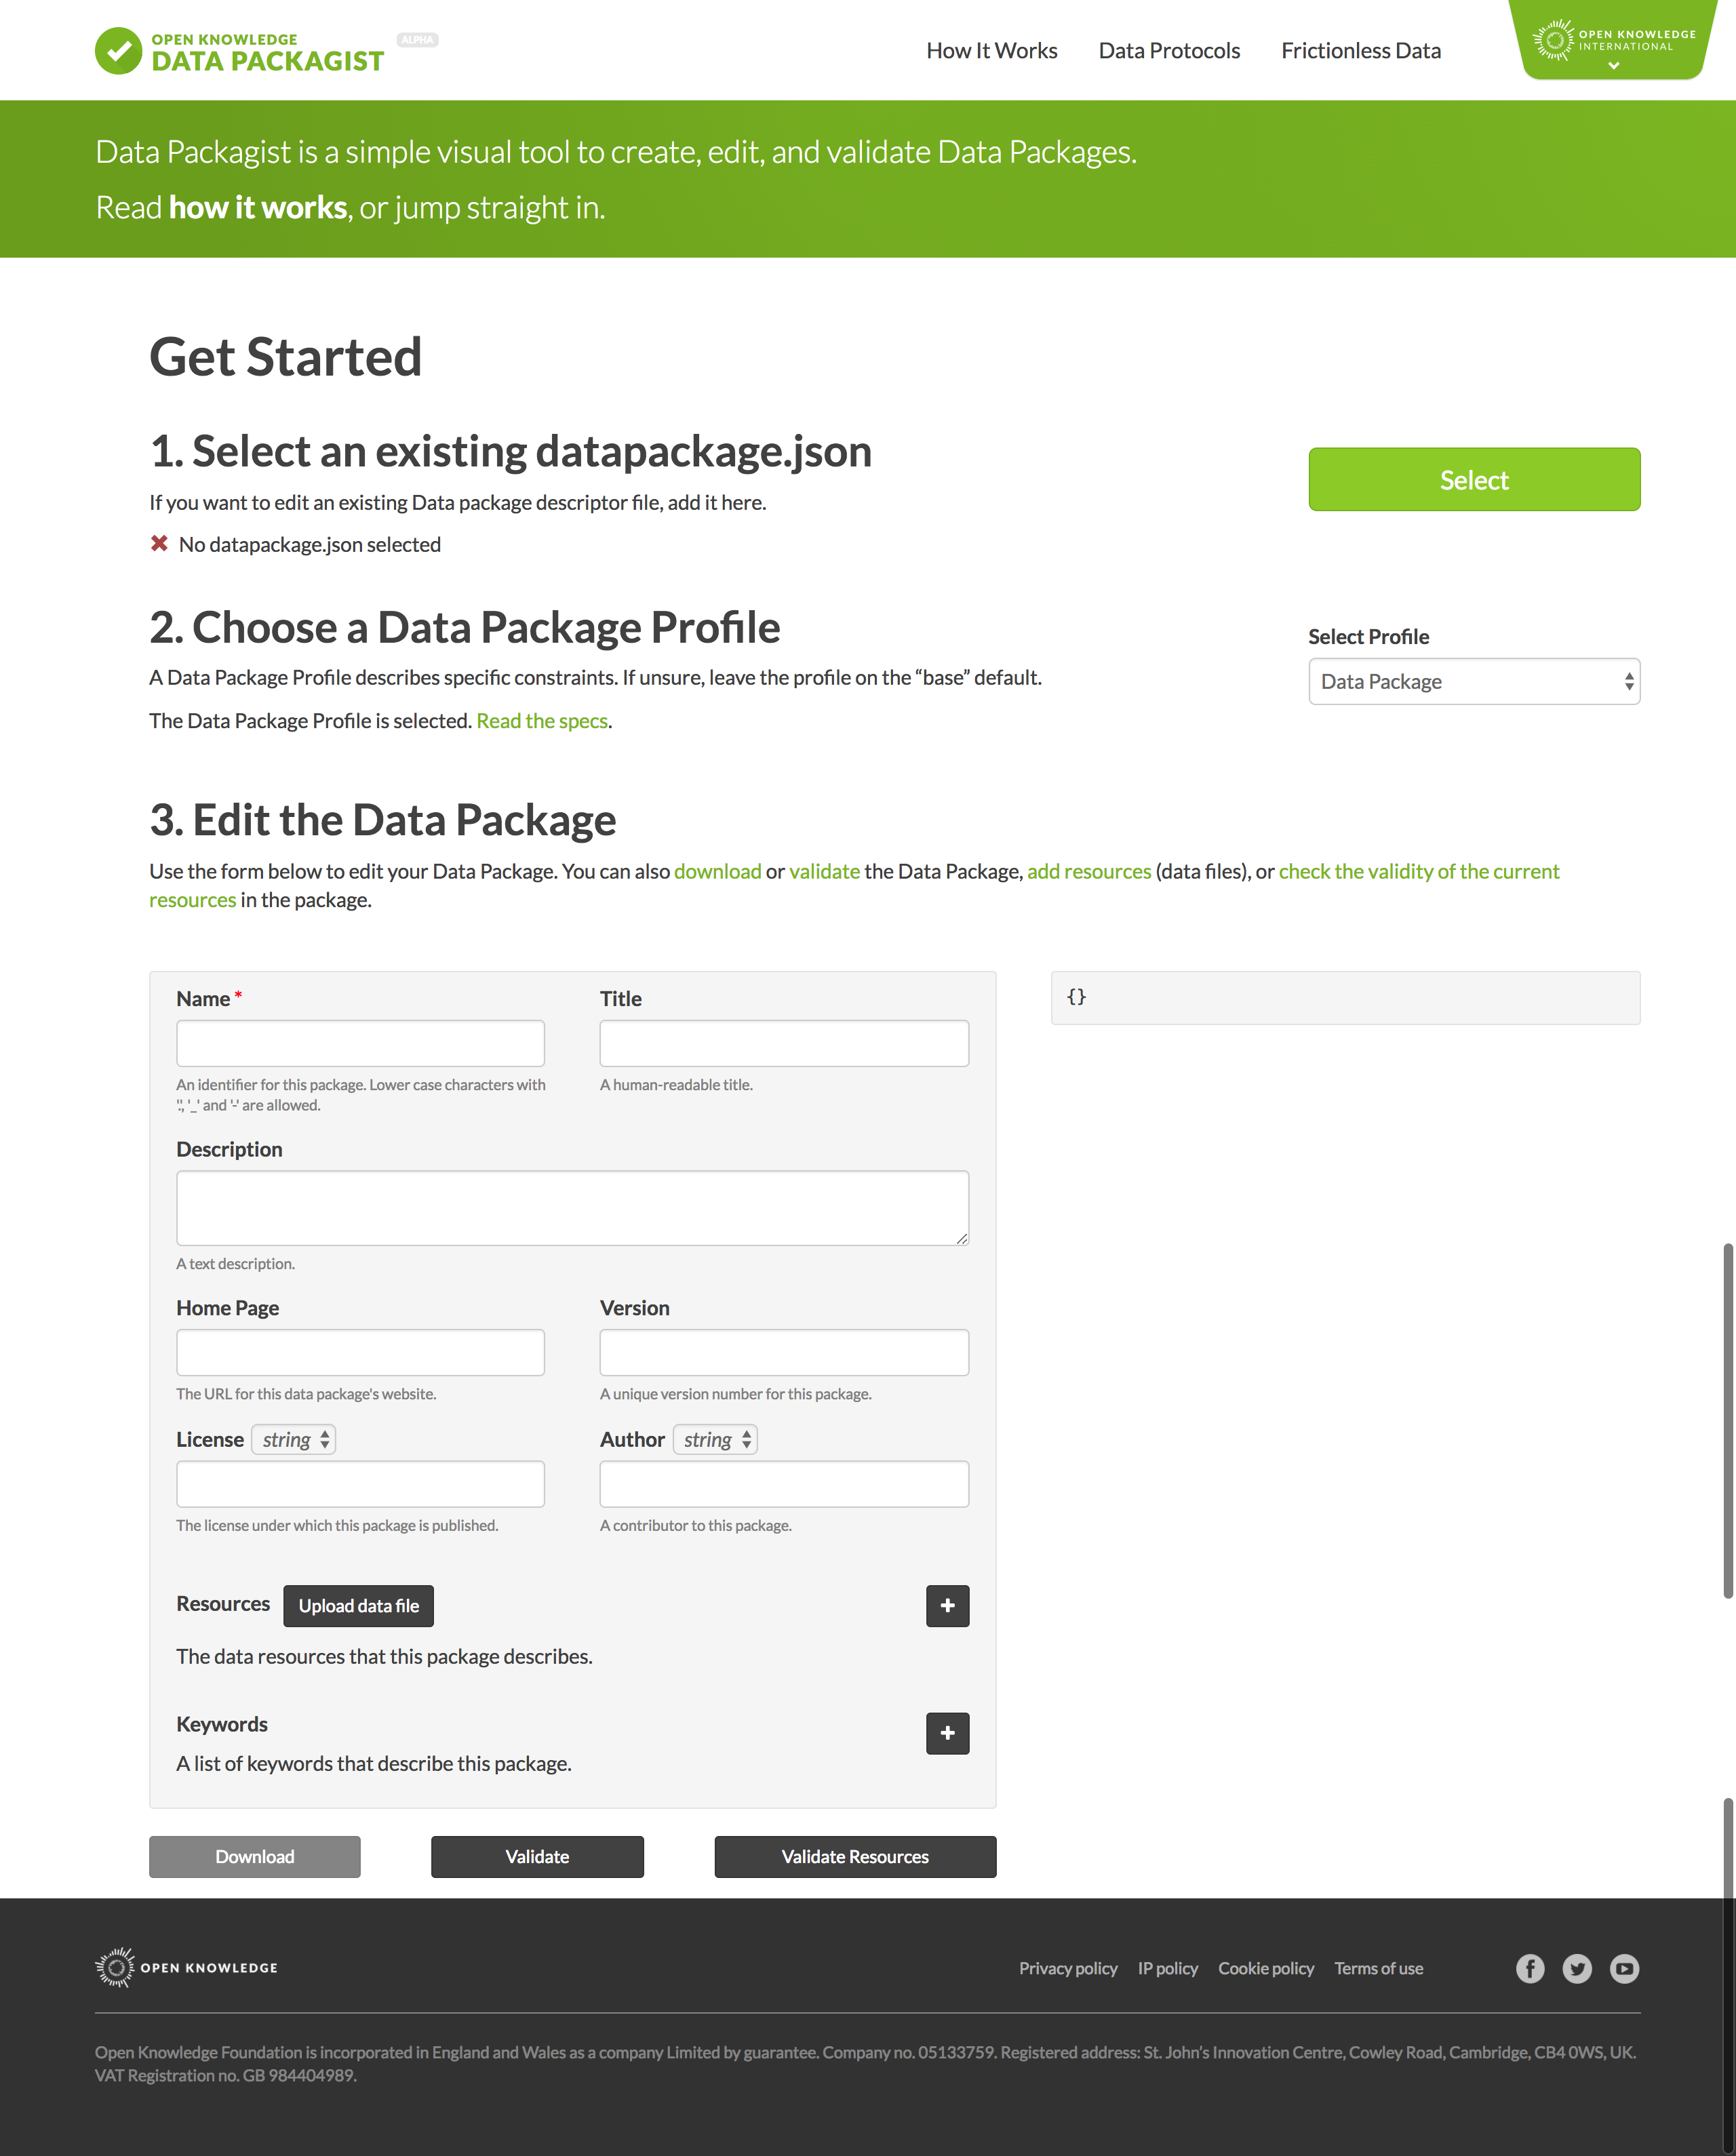 OPEN KNOWLEDGE
DATA PACKAGIST
ALPHA
How It Works
Data Protocols
Frictionless Data
OPEN KNOWLEDGE
INTERNATIONAL
Data Packagist is a simple visual tool to create, edit, and validate Data Packages.
Read how it works, or jump straight in.
Get Started
1. Select an existing datapackage.json
If you want to edit an existing Data package descriptor file, add it here.
No datapackage.json selected
Select
2. Choose a Data Package Profile
A Data Package Profile describes specific constraints. If unsure, leave the profile on the “base” default.
The Data Package Profile is selected. Read the specs.
Select Profile
Data Package
3. Edit the Data Package
Use the form below to edit your Data Package. You can also download or validate the Data Package, add resources (data files), or check the validity of the current
resources in the package.
Name *
Title
An identifier for this package. Lower case characters with
'.', '_' and '-' are allowed.
A human-readable title.
Description
A text description.
Home Page
Version
The URL for this data package's website.
A unique version number for this package.
License string
Author string
The license under which this package is published.
A contributor to this package.
Resources
Upload data file
+
The data resources that this package describes.
Keywords
+
A list of keywords that describe this package.
Download
Validate
Validate Resources
{}
OPEN KNOWLEDGE
Privacy policy
IP policy
Cookie policy
Terms of use
Open Knowledge Foundation is incorporated in England and Wales as a company Limited by guarantee. Company no. 05133759. Registered address: St. John’s Innovation Centre, Cowley Road, Cambridge, CB4 0WS, UK.
VAT Registration no. GB 984404989.